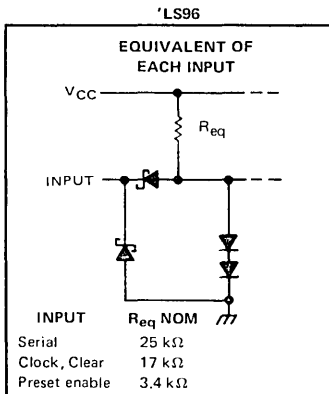 'LS96
EQUIVALENT OF
EACH INPUT
VCC
Req
INPUT
INPUT Req NOM
Serial 25 kΩ
Clock, Clear 17 kΩ
Preset enable 3.4 kΩ